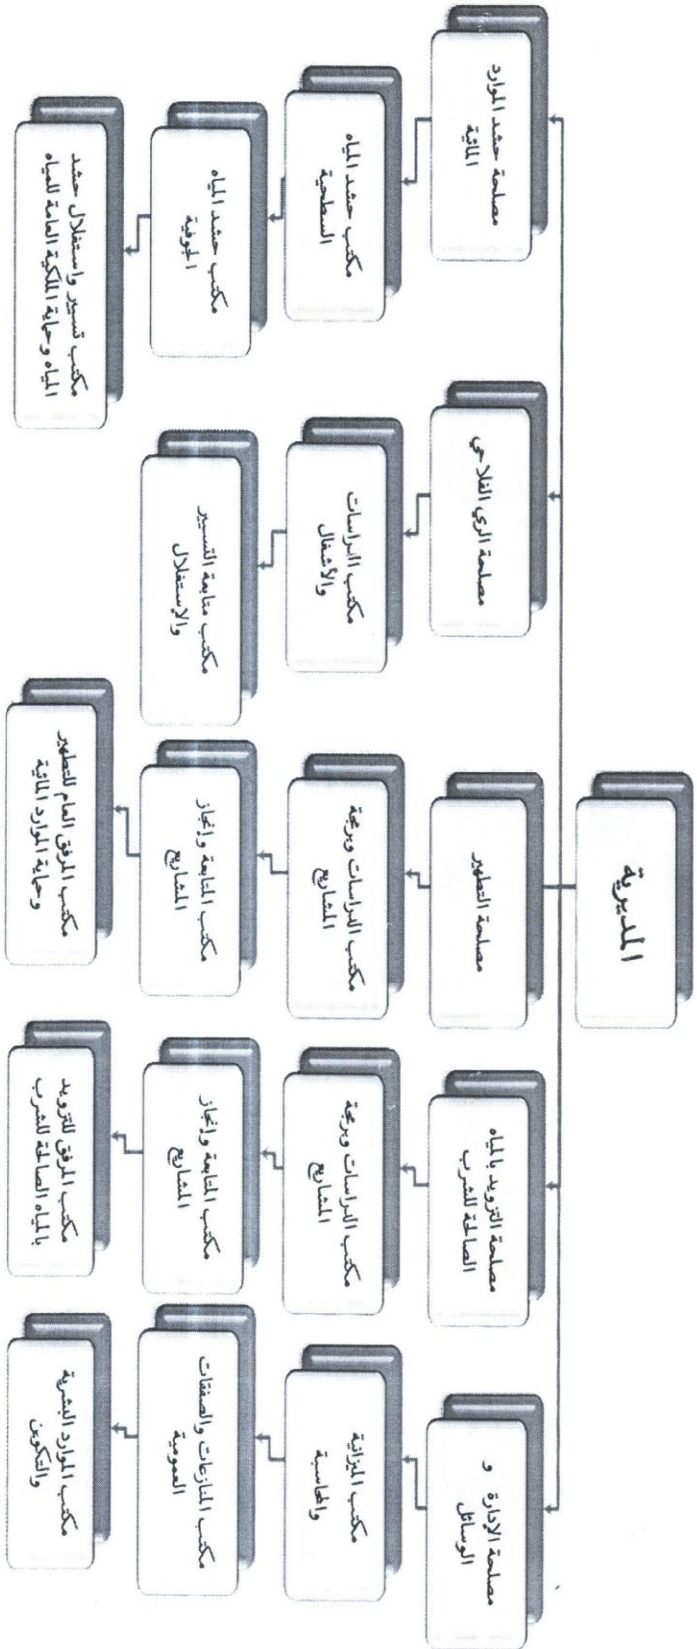 المديرية
مصلحة الإدارة و
الوسائل
مكتب الميزانية
والمحاسبة
مكتب المنازعات والصفقات
العمومية
مكتب الموارد البشرية
والتكوين
مصلحة التزويد بالمياه
الصالحة للشرب
مكتب الدراسات وبرمجة
المشاريع
مكتب المتابعة وإنجاز
المشاريع
مكتب المرفق للتزويد
بالمياه الصالحة للشرب
مصلحة التطهير
مكتب الدراسات وبرمجة
المشاريع
مكتب المتابعة وإنجاز
المشاريع
مكتب المرفق العام للتطهير
وحماية الموارد المائية
مصلحة الري الفلاحي
مكتب الدراسات
والأشغال
مكتب متابعة التسيير
والإستغلال
مصلحة حشد الموارد
المائية
مكتب حشد المياه
السطحية
مكتب حشد المياه
الجوفية
مكتب تسيير واستغلال حشد
المياه وحماية الملكية العامة للمياه